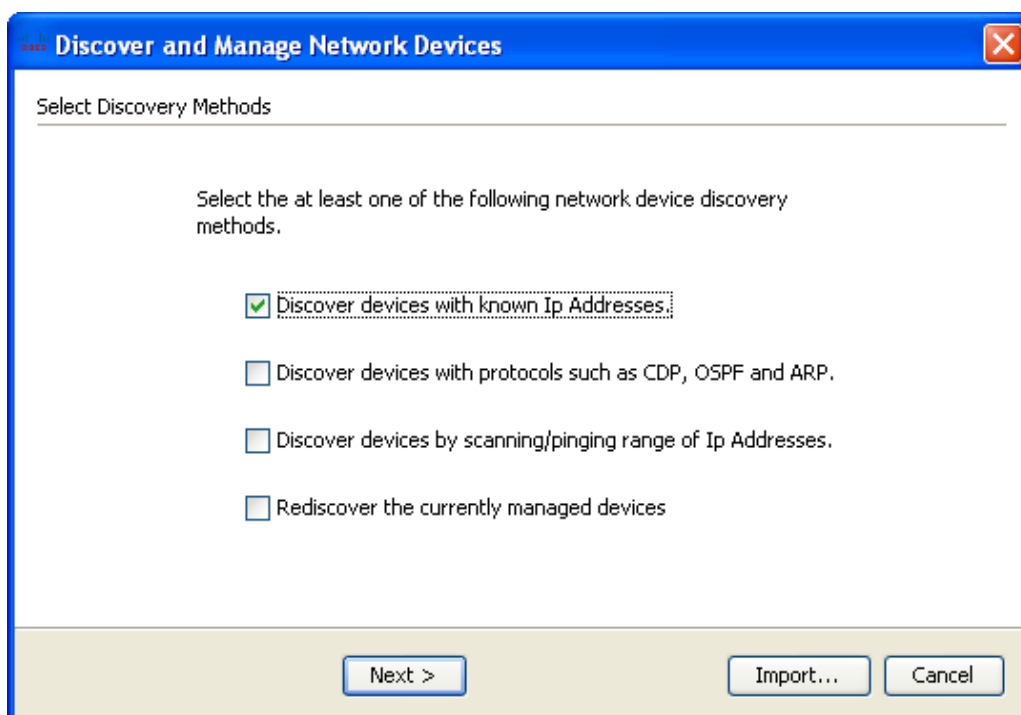 Discover and Manage Network Devices
Select Discovery Methods
Select the at least one of the following network device discovery
methods.
Discover devices with known Ip Addresses.
Discover devices with protocols such as CDP, OSPF and ARP.
Discover devices by scanning/pinging range of Ip Addresses.
Rediscover the currently managed devices
Next >
Import...
Cancel